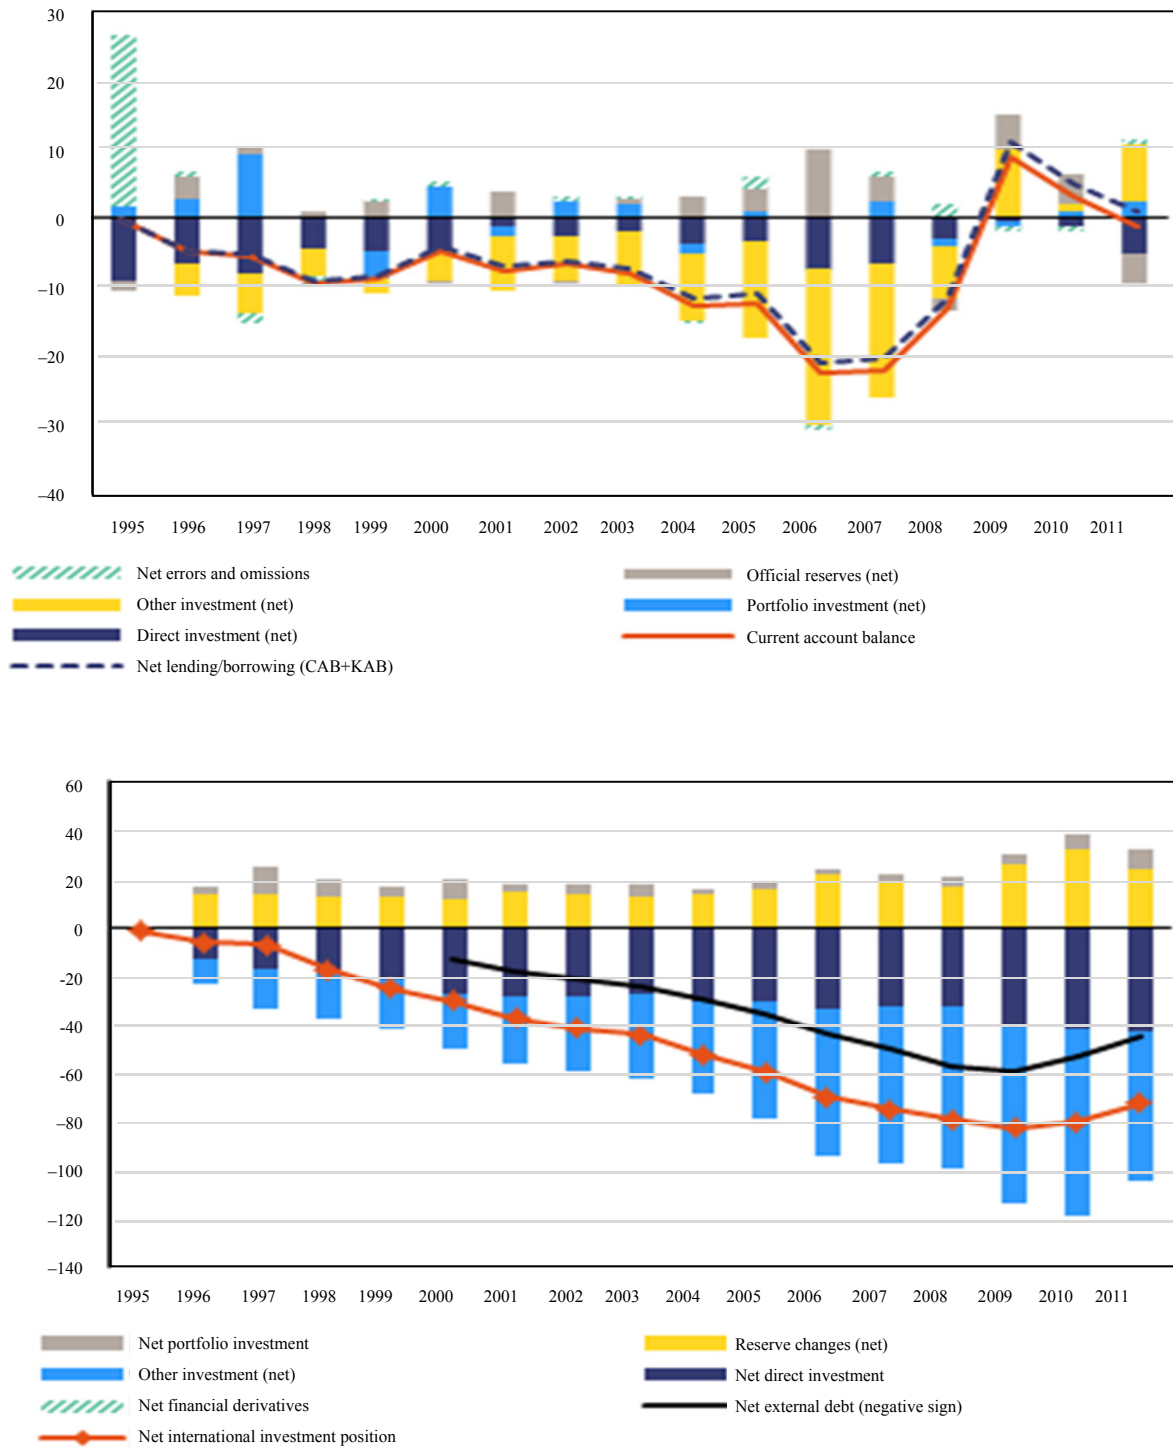 30
20
10
0
–10
–20
–30
–40
1995 1996 1997 1998 1999 2000 2001 2002 2003 2004 2005 2006 2007 2008 2009 2010 2011
Net errors and omissions Official reserves (net)
Other investment (net) Portfolio investment (net)
Direct investment (net) Current account balance
Net lending/borrowing (CAB+KAB)
60
40
20
0
-20
-40
-60
–80
–100
–120
–140
1995 1996 1997 1998 1999 2000 2001 2002 2003 2004 2005 2006 2007 2008 2009 2010 2011
Net portfolio investment Reserve changes (net)
Other investment (net) Net direct investment
Net financial derivatives Net external debt (negative sign)
Net international investment position